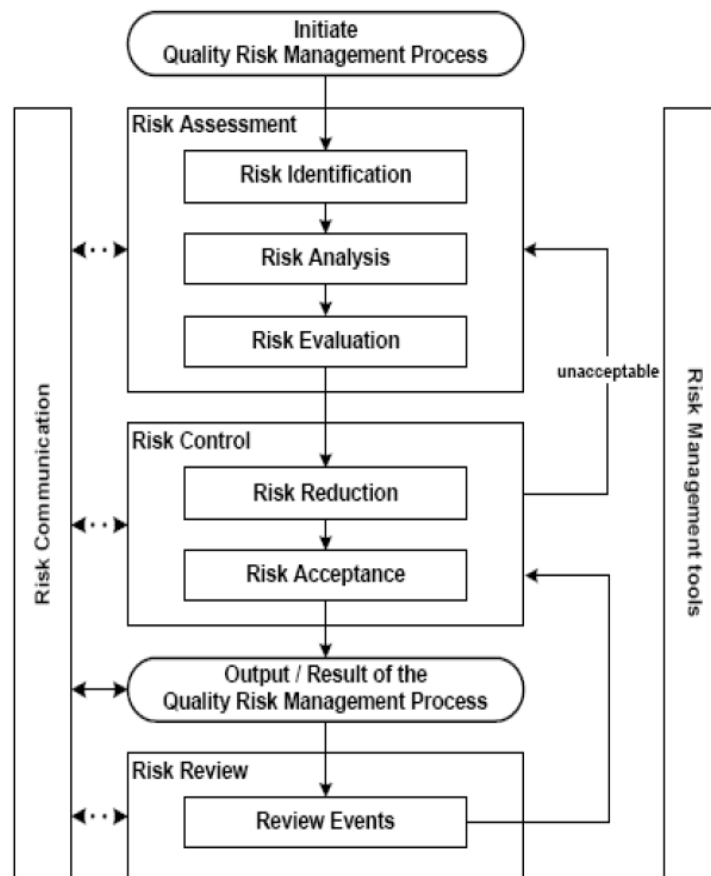 Initiate
Quality Risk Management Process
Risk Assessment
Risk Identification
Risk Analysis
Risk Evaluation
unacceptable
Risk Communication
Risk Management tools
Risk Control
Risk Reduction
Risk Acceptance
Output / Result of the
Quality Risk Management Process
Risk Review
Review Events